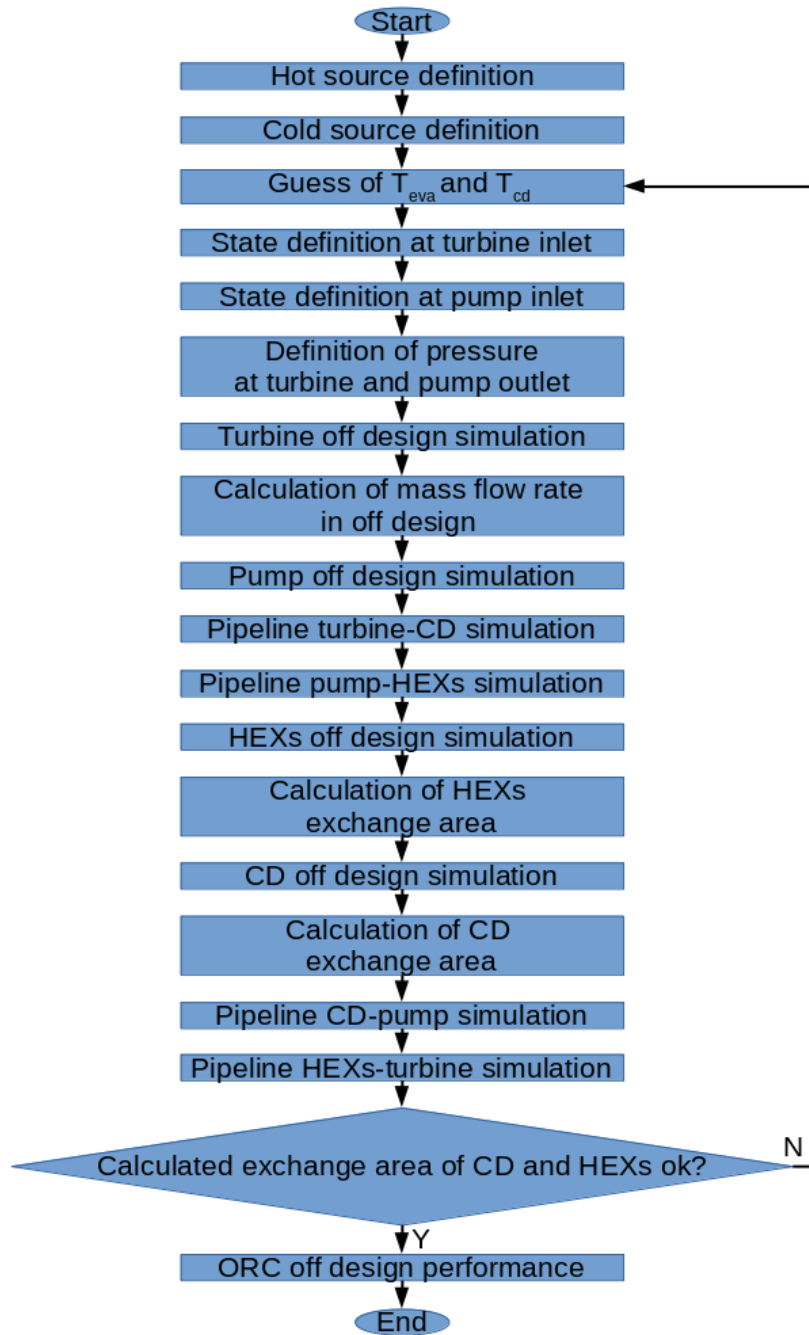 Start
Hot source definition
Cold source definition
Guess of T_eva and T_cd
State definition at turbine inlet
State definition at pump inlet
Definition of pressure
at turbine and pump outlet
Turbine off design simulation
Calculation of mass flow rate
in off design
Pump off design simulation
Pipeline turbine-CD simulation
Pipeline pump-HEXs simulation
HEXs off design simulation
Calculation of HEXs
exchange area
CD off design simulation
Calculation of CD
exchange area
Pipeline CD-pump simulation
Pipeline HEXs-turbine simulation
N
Calculated exchange area of CD and HEXs ok?
Y
ORC off design performance
End